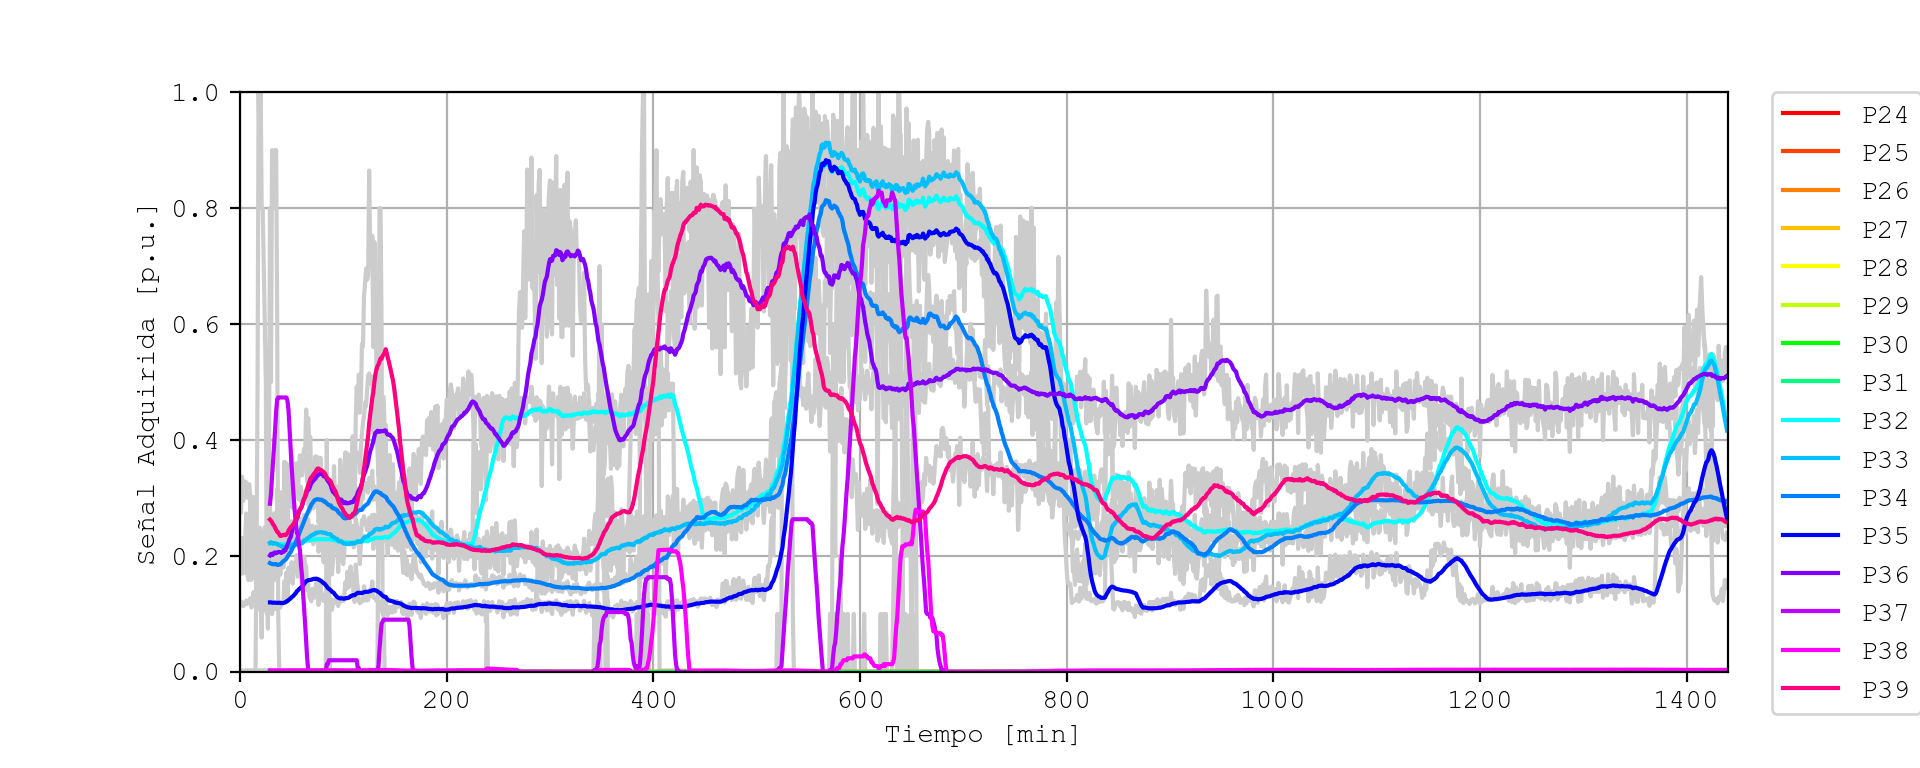 Señal Adquirida [p.u.]
1.0
0.8
0.6
0.4
0.2
0.0
0 200 400 600 800 1000 1200 1400
Tiempo [min]
P24
P25
P26
P27
P28
P29
P30
P31
P32
P33
P34
P35
P36
P37
P38
P39